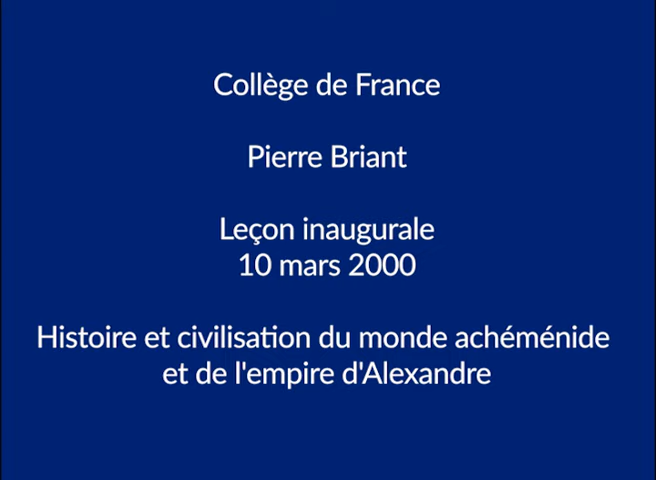 Collège de France
Pierre Briant
Leçon inaugurale
10 mars 2000
Histoire et civilisation du monde achéménide
et de l'empire d'Alexandre